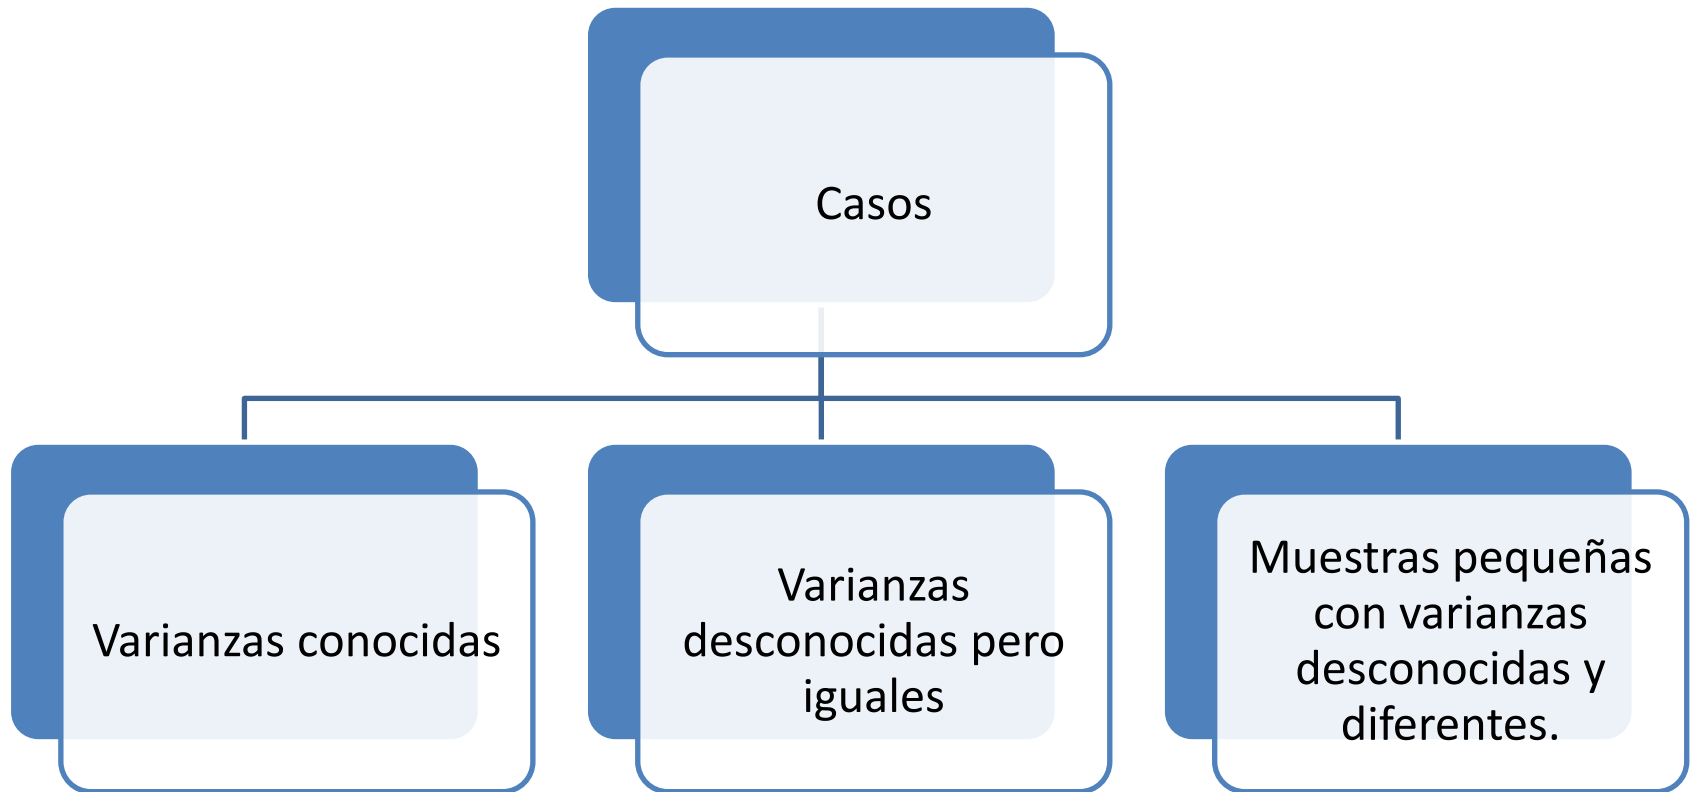 Casos
Varianzas conocidas
Varianzas
desconocidas pero
iguales
Muestras pequeñas
con varianzas
desconocidas y
diferentes.